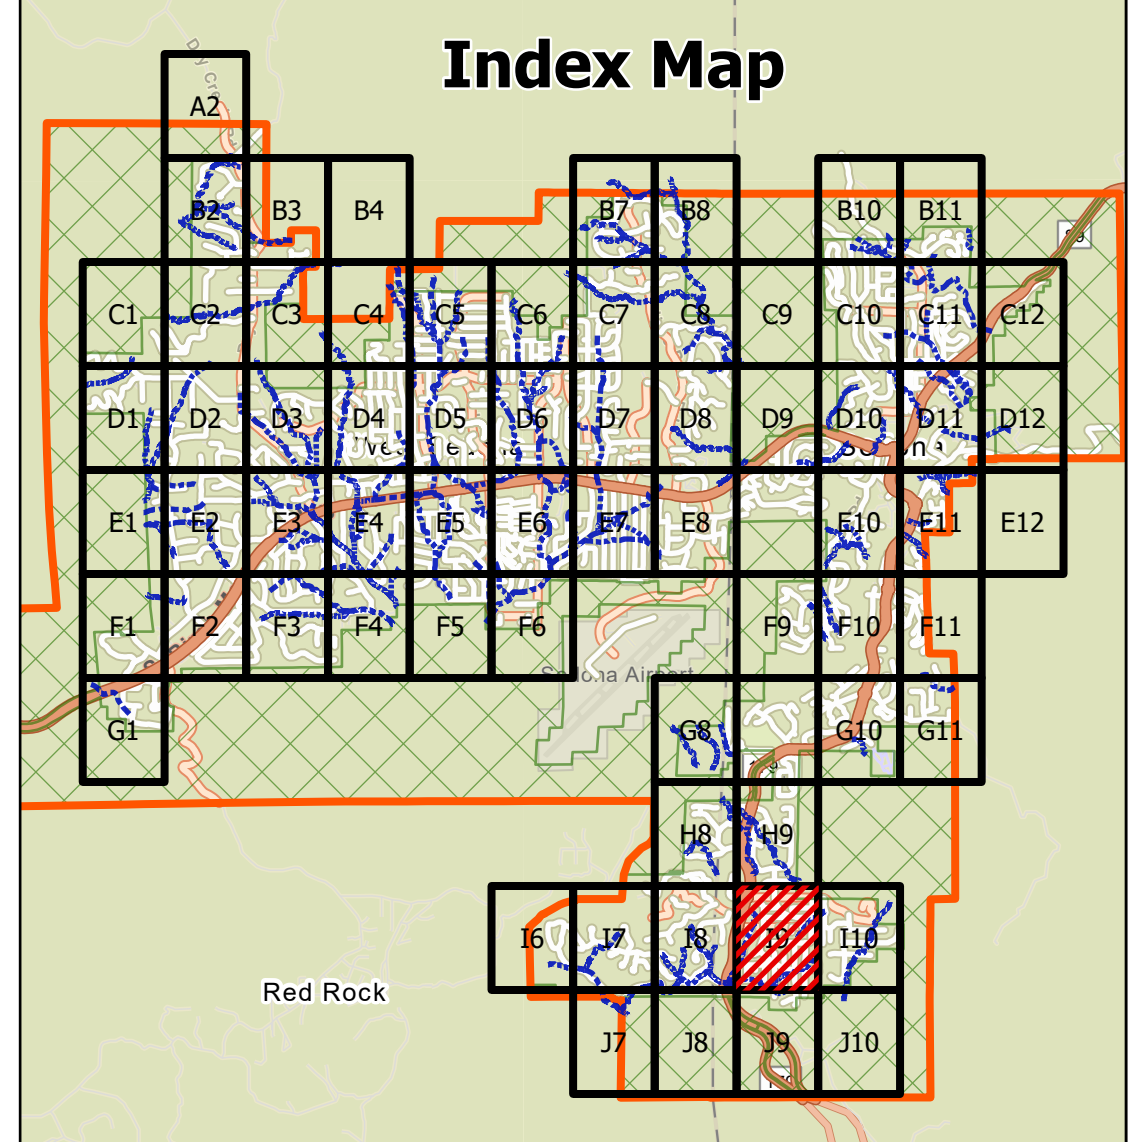 Index Map
A2
B2 B3 B4 B7 B8 B10 B11
C1 C2 C3 C4 C5 C6 C7 C8 C9 C10 C11 C12
D1 D2 D3 D4 D5 D6 D7 D8 D9 D10 D11 D12
E1 E2 E3 E4 E5 E6 E7 E8 E10 E11 E12
F1 F2 F3 F4 F5 F6 F9 F10 F11
Sedona Airport
G1 G8 G10 G11
H8 H9
I6 I7 I8 I9 I10
Red Rock
J7 J8 J9 J10